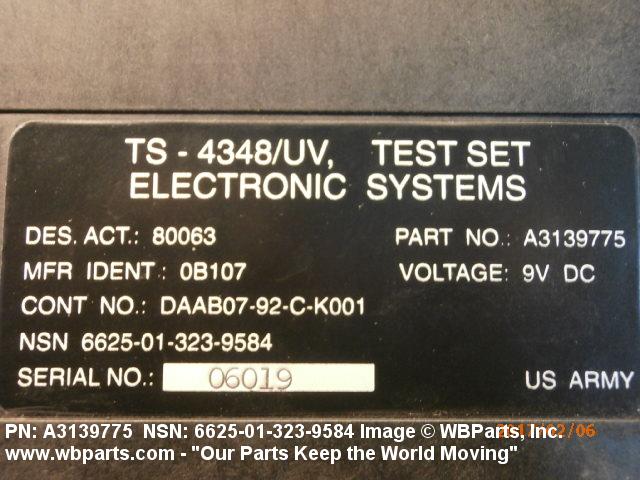 TS - 4348/UV, TEST SET
ELECTRONIC SYSTEMS
DES. ACT.: 80063 PART NO.: A3139775
MFR IDENT: 0B107 VOLTAGE: 9V DC
CONT NO.: DAAB07-92-C-K001
NSN 6625-01-323-9584
SERIAL NO.: 06019
US ARMY
PN: A3139775 NSN: 6625-01-323-9584 Image © WBParts, Inc.
www.wbparts.com - "Our Parts Keep the World Moving"